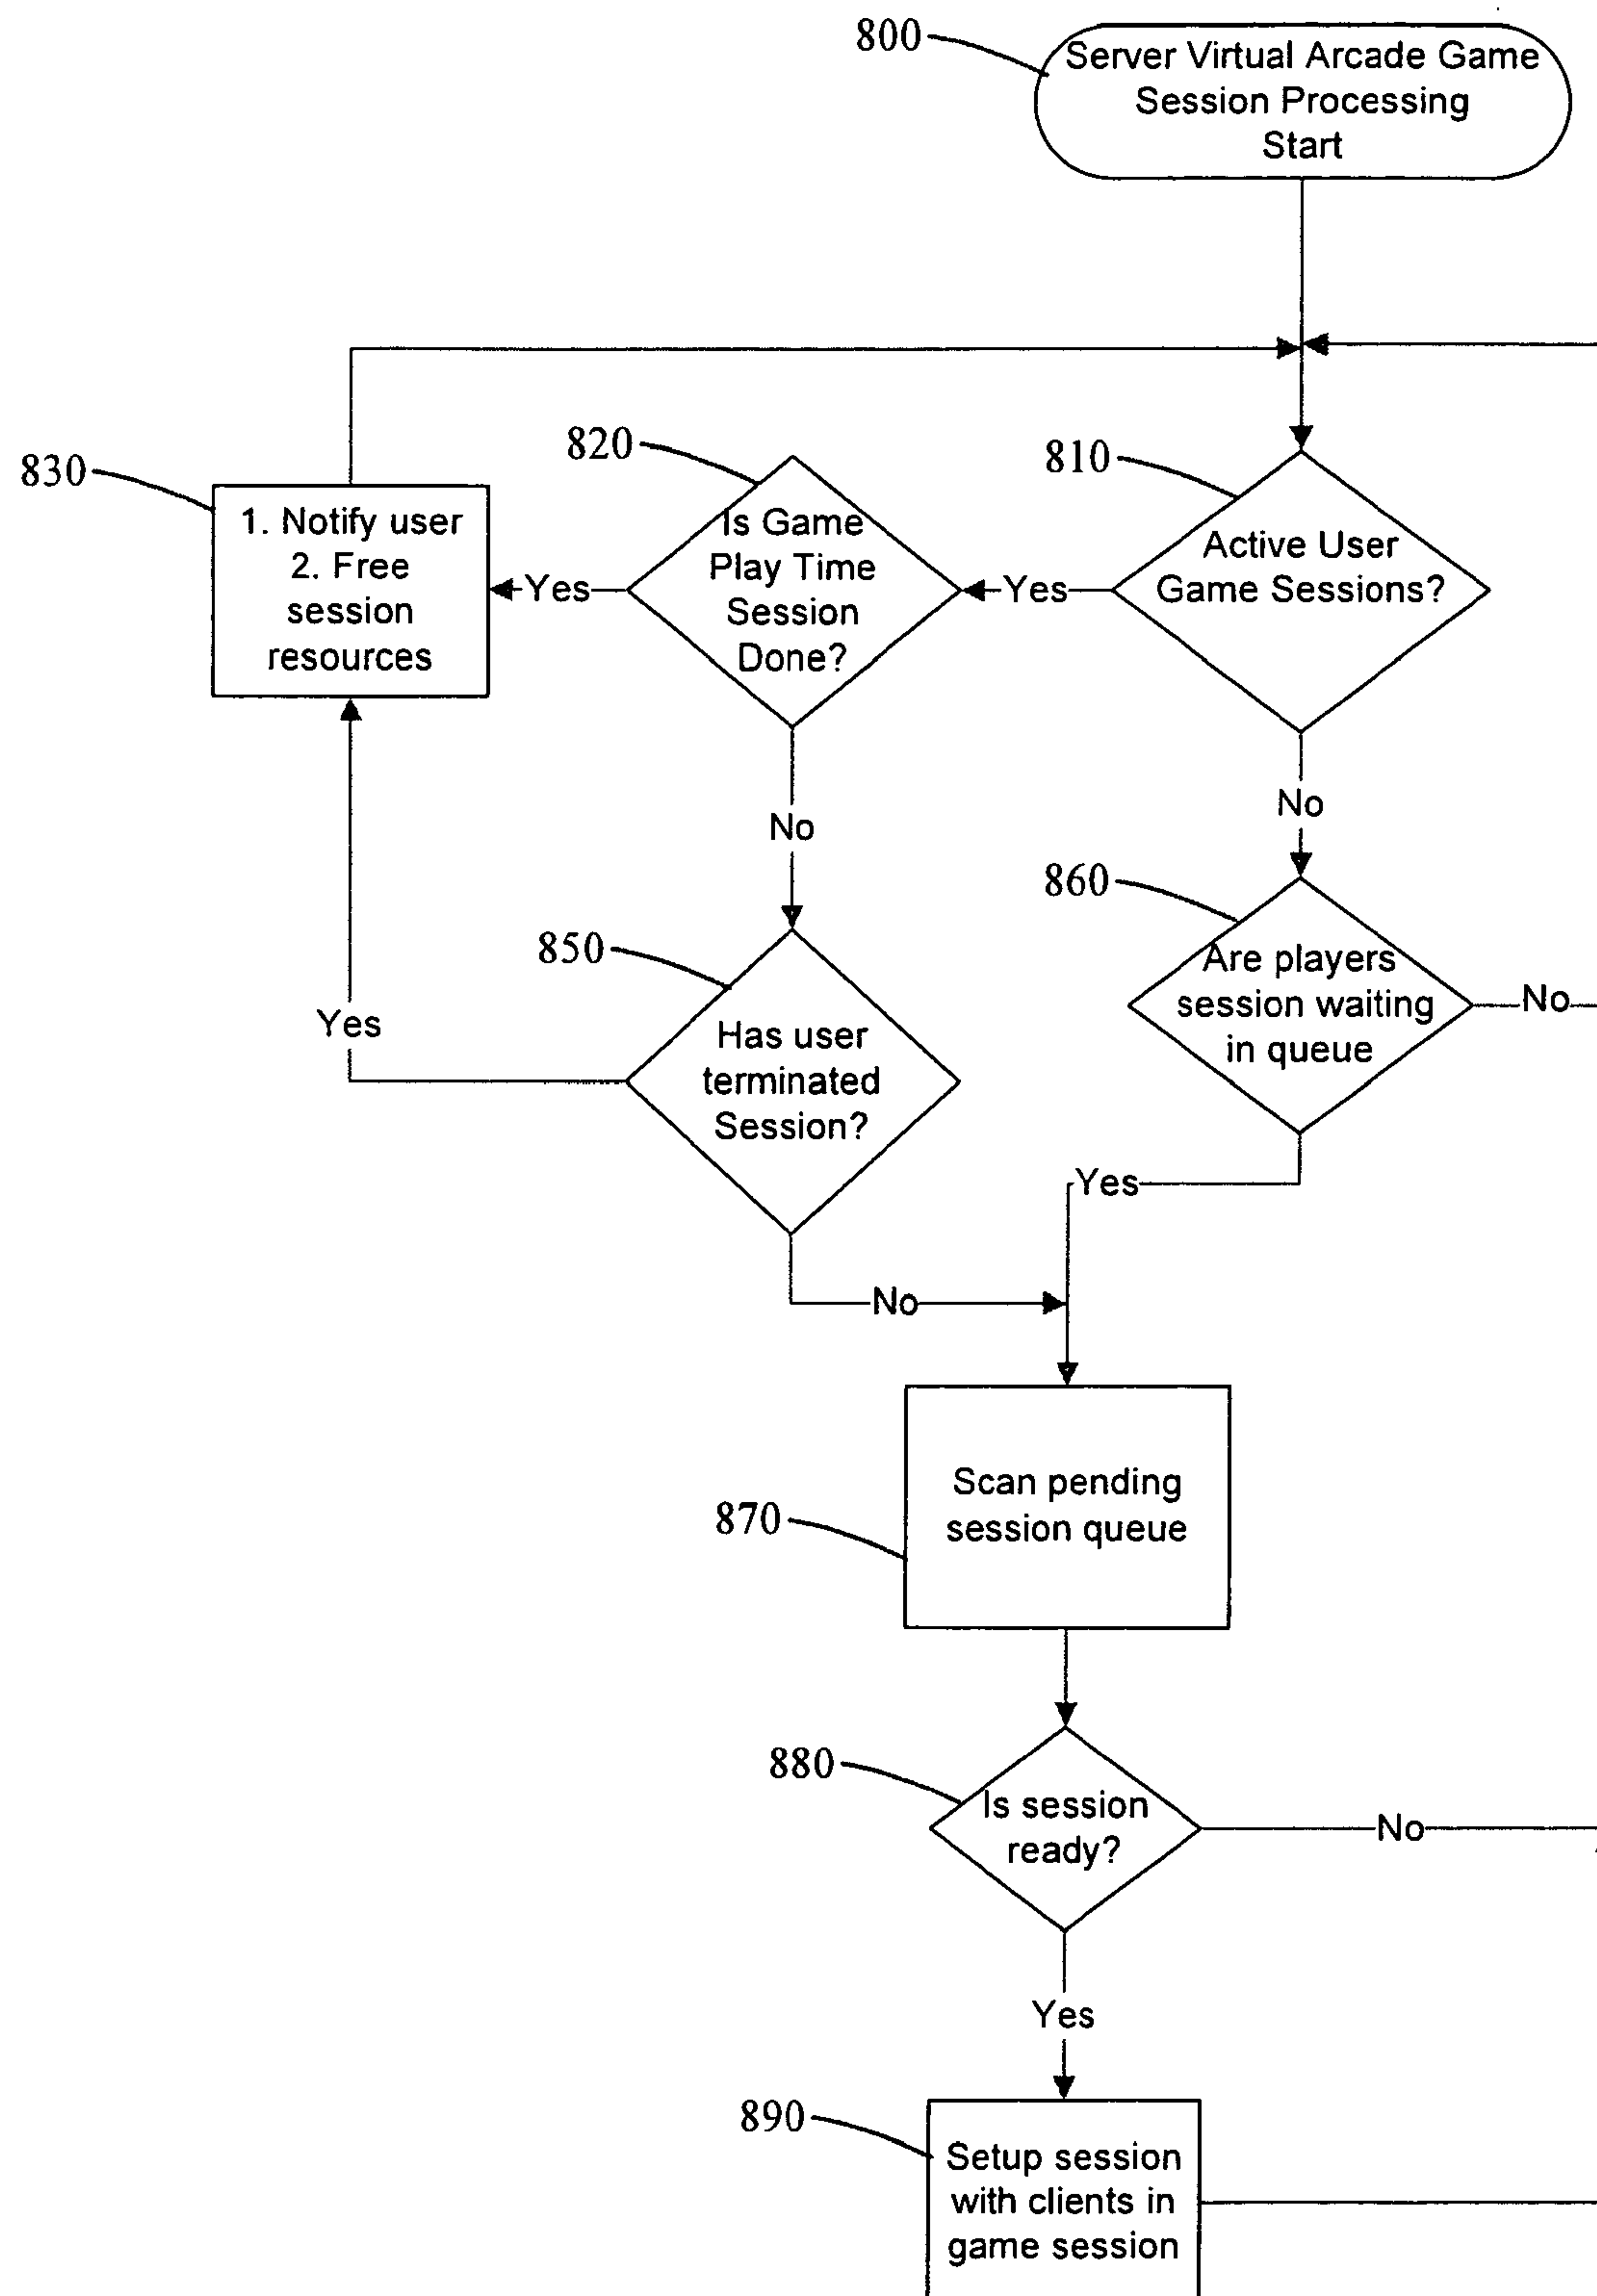 800
Server Virtual Arcade Game
Session Processing
Start
830
1. Notify user
2. Free
session
resources
Yes
820
Is Game
Play Time
Session
Done?
Yes
810
Active User
Game Sessions?
No
No
860
Are players
session waiting
in queue
No
850
Has user
terminated
Session?
Yes
Yes
No
870
Scan pending
session queue
880
Is session
ready?
No
Yes
890
Setup session
with clients in
game session